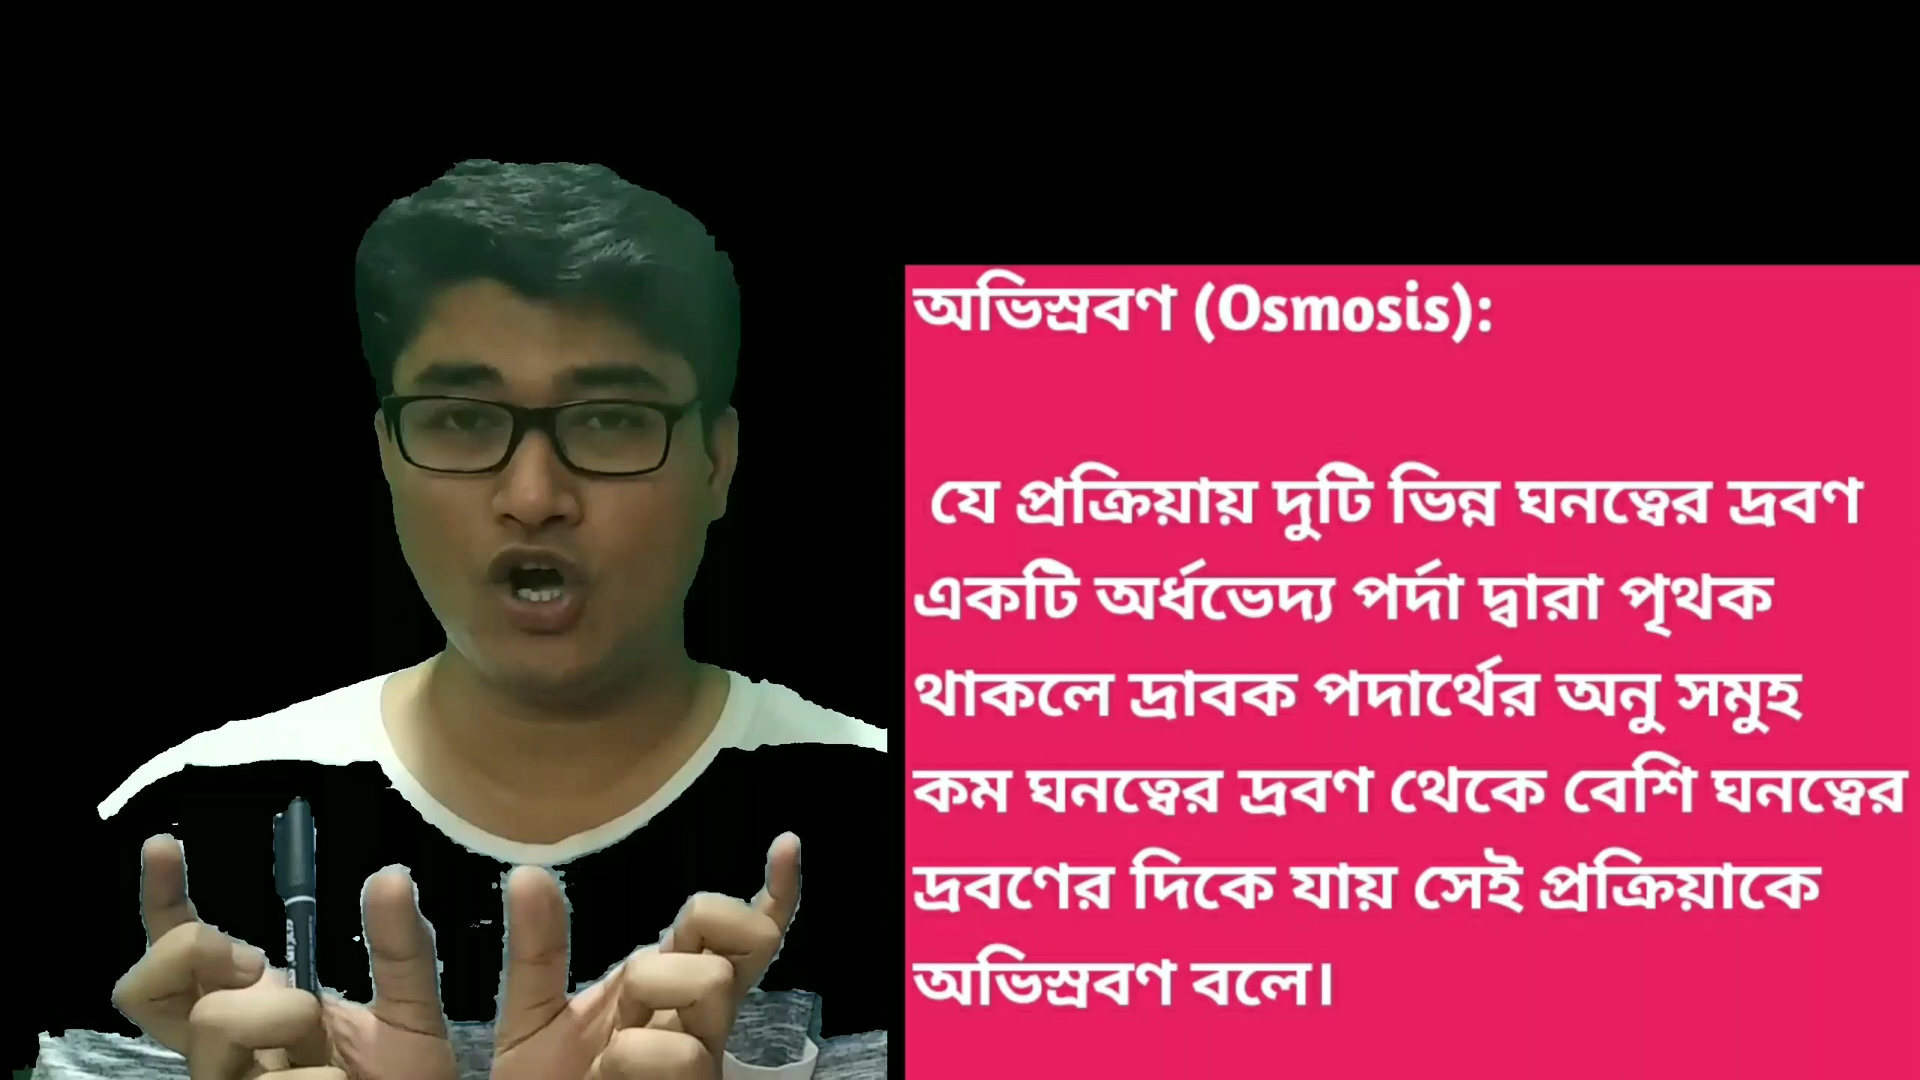 অভিস্রবণ (Osmosis):
যে প্রক্রিয়ায় দুটি ভিন্ন ঘনত্বের দ্রবণ
একটি অর্ধভেদ্য পর্দা দ্বারা পৃথক
থাকলে দ্রাবক পদার্থের অনু সমুহ
কম ঘনত্বের দ্রবণ থেকে বেশি ঘনত্বের
দ্রবণের দিকে যায় সেই প্রক্রিয়াকে
অভিস্রবণ বলে।